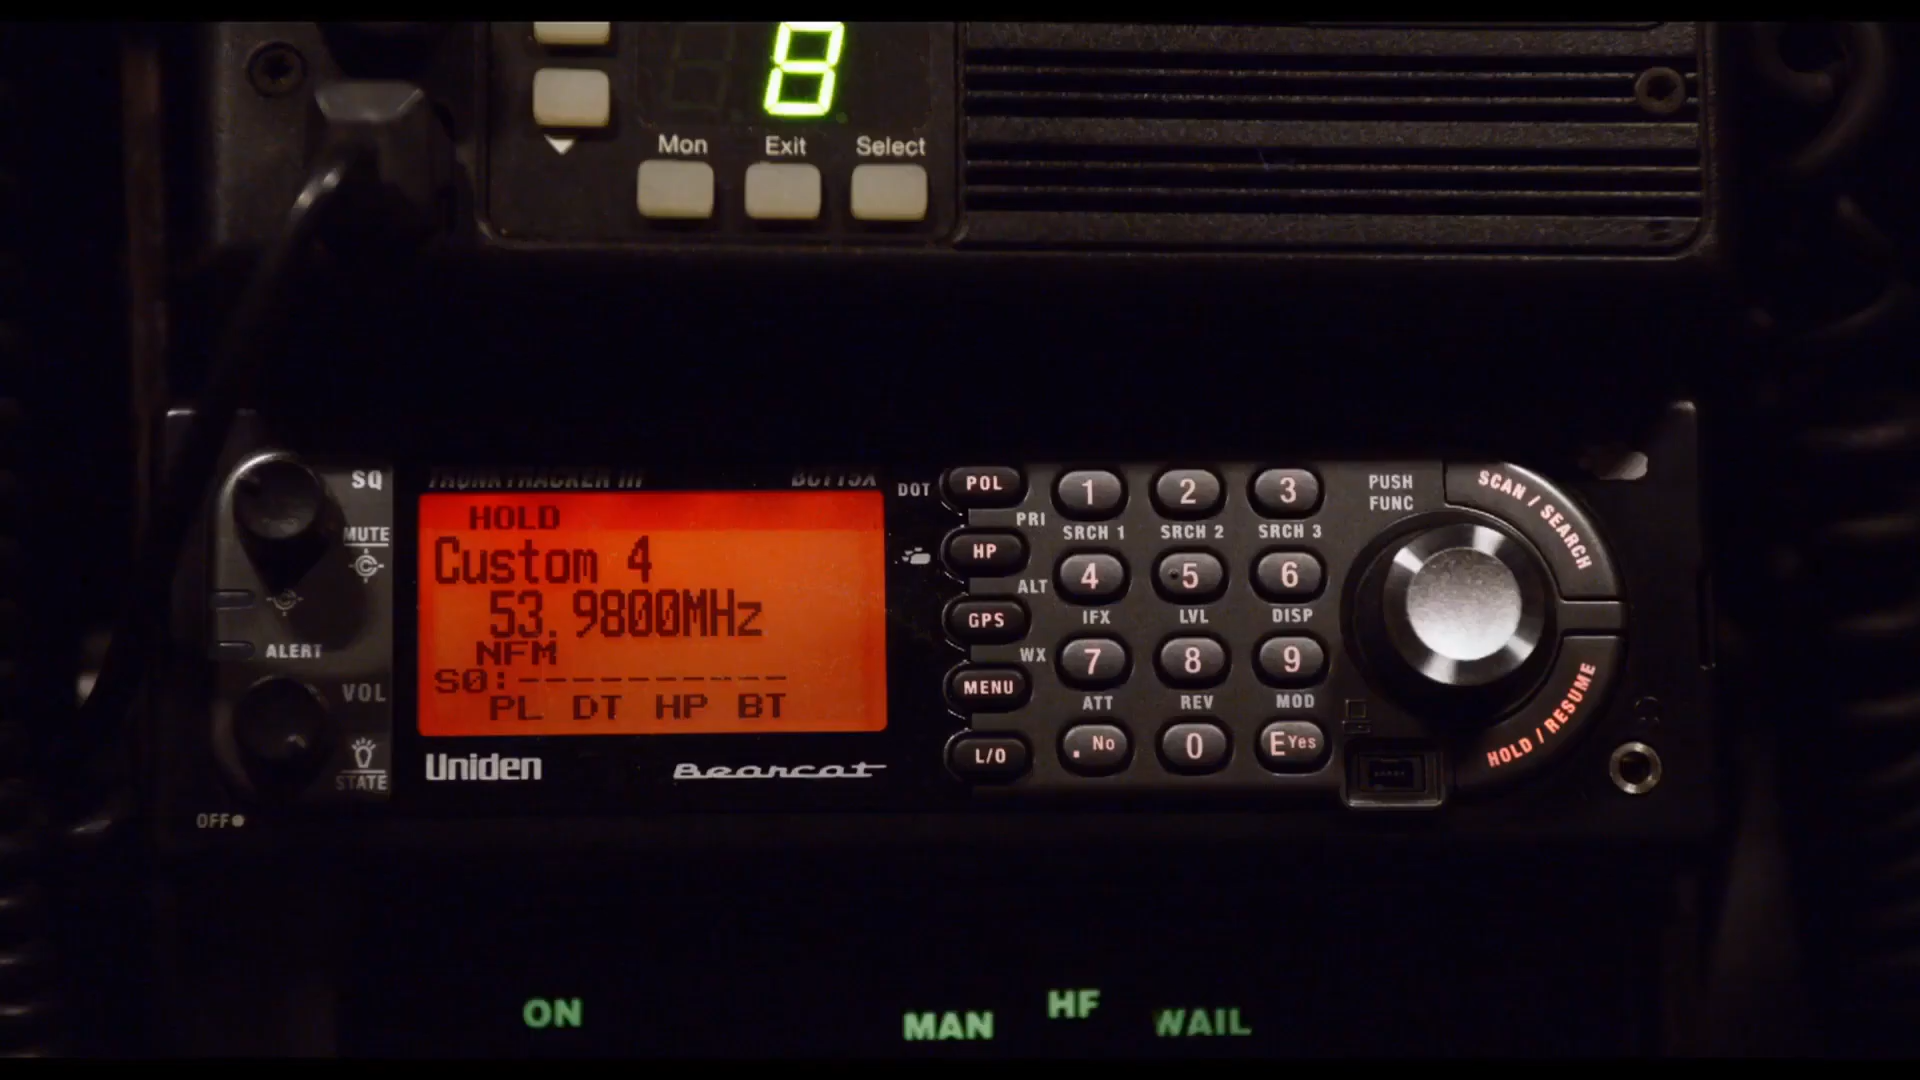 8
Mon Exit Select
SQ
MUTE
ALERT
VOL
STATE
OFF
TRUNKTRACKER III BCT15X
HOLD
Custom 4
53.9800MHz
NFM
S0:----------
PL DT HP BT
Uniden Bearcat
DOT POL
PRI
HP
ALT
GPS
WX
MENU
L/O
1 2 3
SRCH 1 SRCH 2 SRCH 3
4 5 6
IFX LVL DISP
7 8 9
ATT REV MOD
. No 0 E Yes
PUSH
FUNC
SCAN / SEARCH
HOLD / RESUME
ON MAN HF WAIL